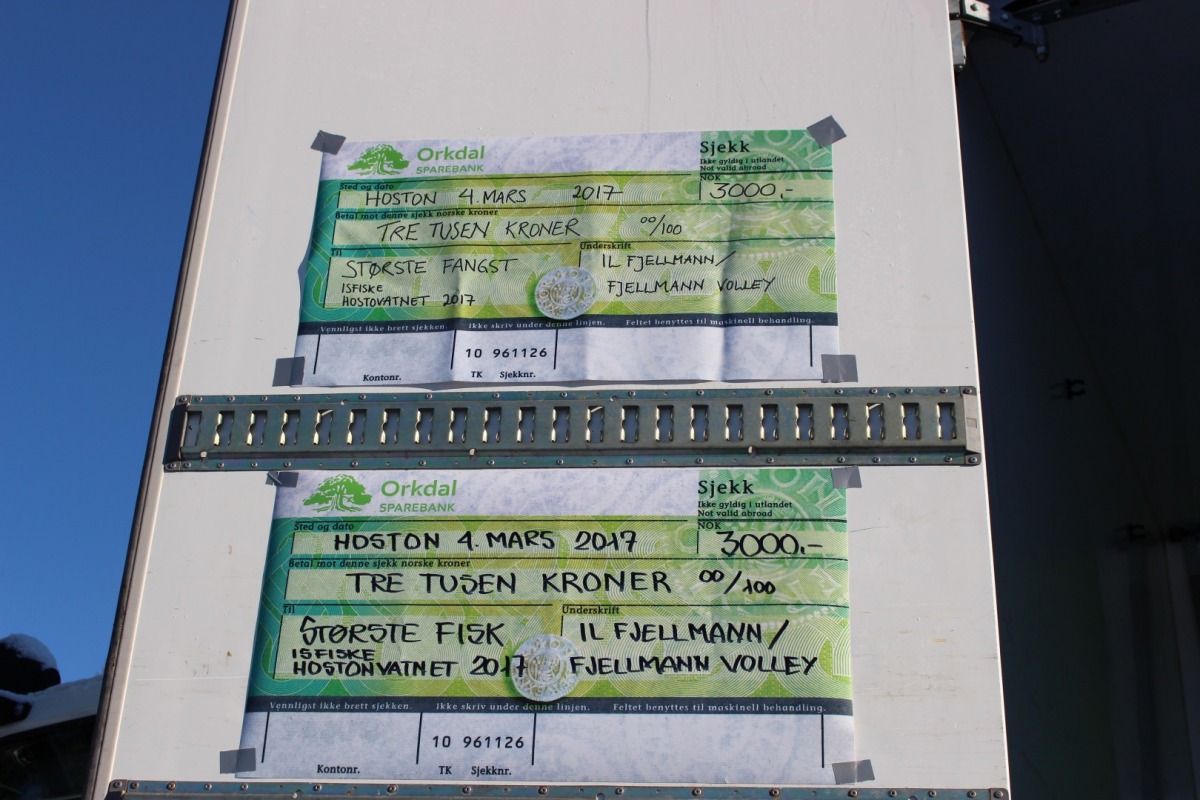 Orkdal
SPAREBANK
Sjekk
Ikke gyldig i utlandet
Not valid abroad
Sted og dato
NOK
HOSTON 4. MARS 2017
3000,-
Betal mot denne sjekk norske kroner
TRE TUSEN KRONER 00/100
Til
Underskrift
STØRSTE FANGST
ISFISKE
HOSTOVATNET 2017
IL FJELLMANN/
FJELLMANN VOLLEY
Vennligst ikke brett sjekken. Ikke skriv under denne linjen. Feltet benyttes til maskinell behandling.
10 961126
Kontonr. TK Sjekknr.
Orkdal
SPAREBANK
Sjekk
Ikke gyldig i utlandet
Not valid abroad
Sted og dato
NOK
HOSTON 4. MARS 2017
3000,-
Betal mot denne sjekk norske kroner
TRE TUSEN KRONER 00/100
Til
Underskrift
STØRSTE FISK
ISFISKE
HOSTONVATNET 2017
IL FJELLMANN/
FJELLMANN VOLLEY
Vennligst ikke brett sjekken. Ikke skriv under denne linjen. Feltet benyttes til maskinell behandling.
10 961126
Kontonr. TK Sjekknr.